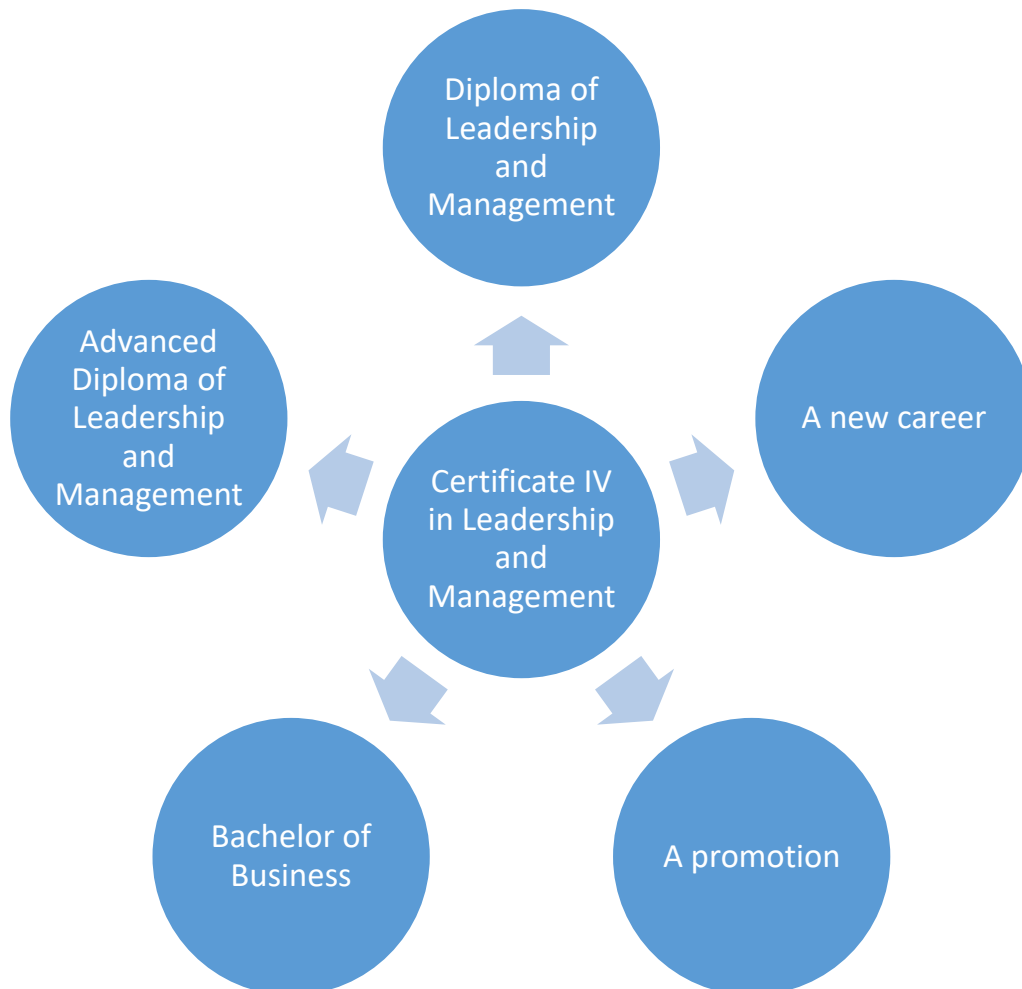 Diploma of
Leadership
and
Management
Advanced
Diploma of
Leadership
and
Management
A new career
Certificate IV
in Leadership
and
Management
Bachelor of
Business
A promotion